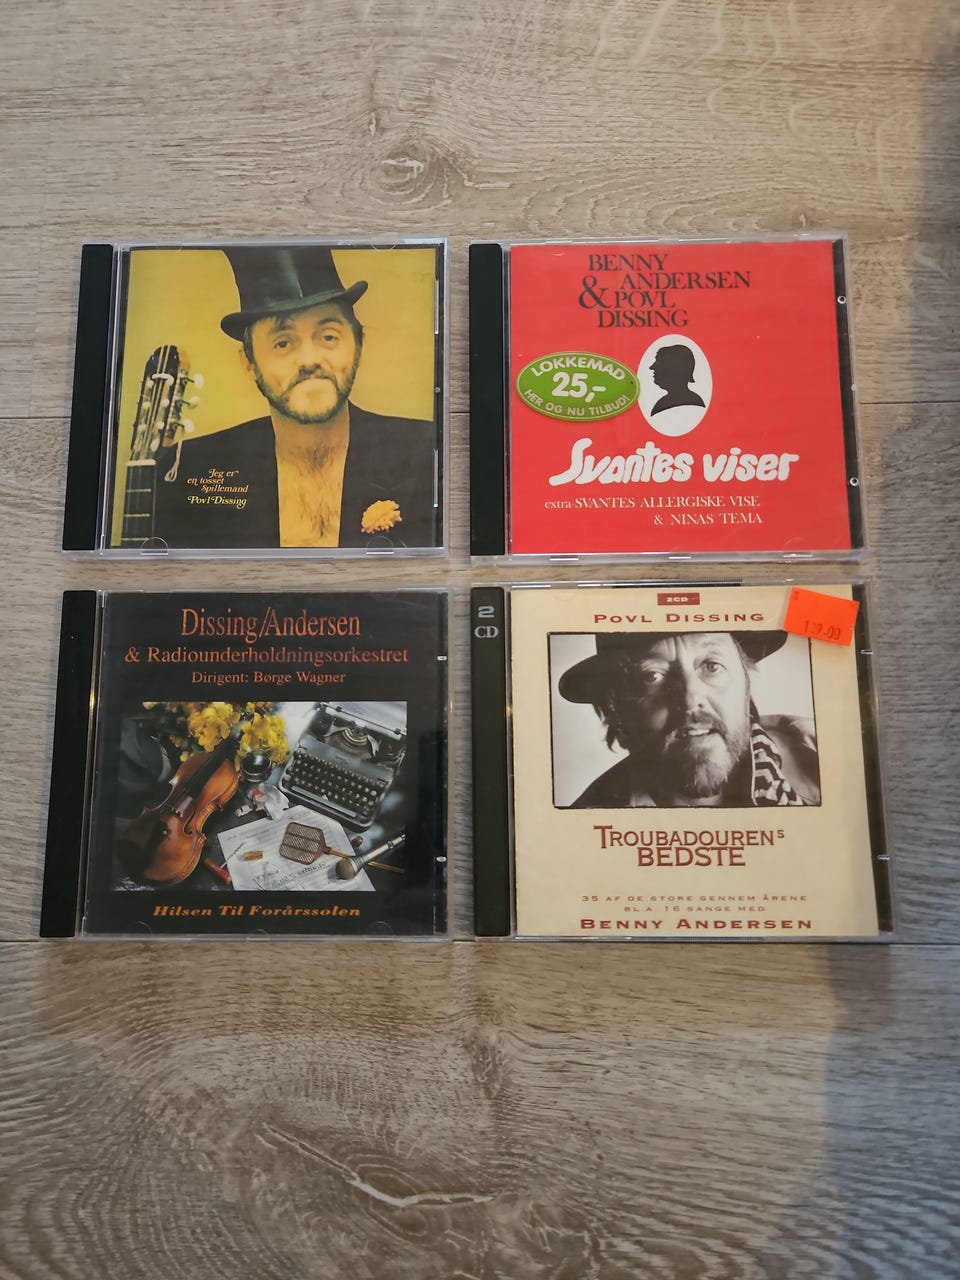 Jeg er
en tosset
Spillemand
Povl Dissing
BENNY
ANDERSEN
& POVL
DISSING
LOKKEMAD
25,-
HER OG NU TILBUD!
Svantes viser
extra: SVANTES ALLERGISKE VISE
& NINAS TEMA
Dissing/Andersen
& Radiounderholdningsorkestret
Dirigent: Børge Wagner
Hilsen Til Forårssolen
2
CD
2CD
POVL DISSING
TROUBADOURENS
BEDSTE
35 AF DE STORE GENNEM ÅRENE
BL.A. 16 SANGE MED
BENNY ANDERSEN